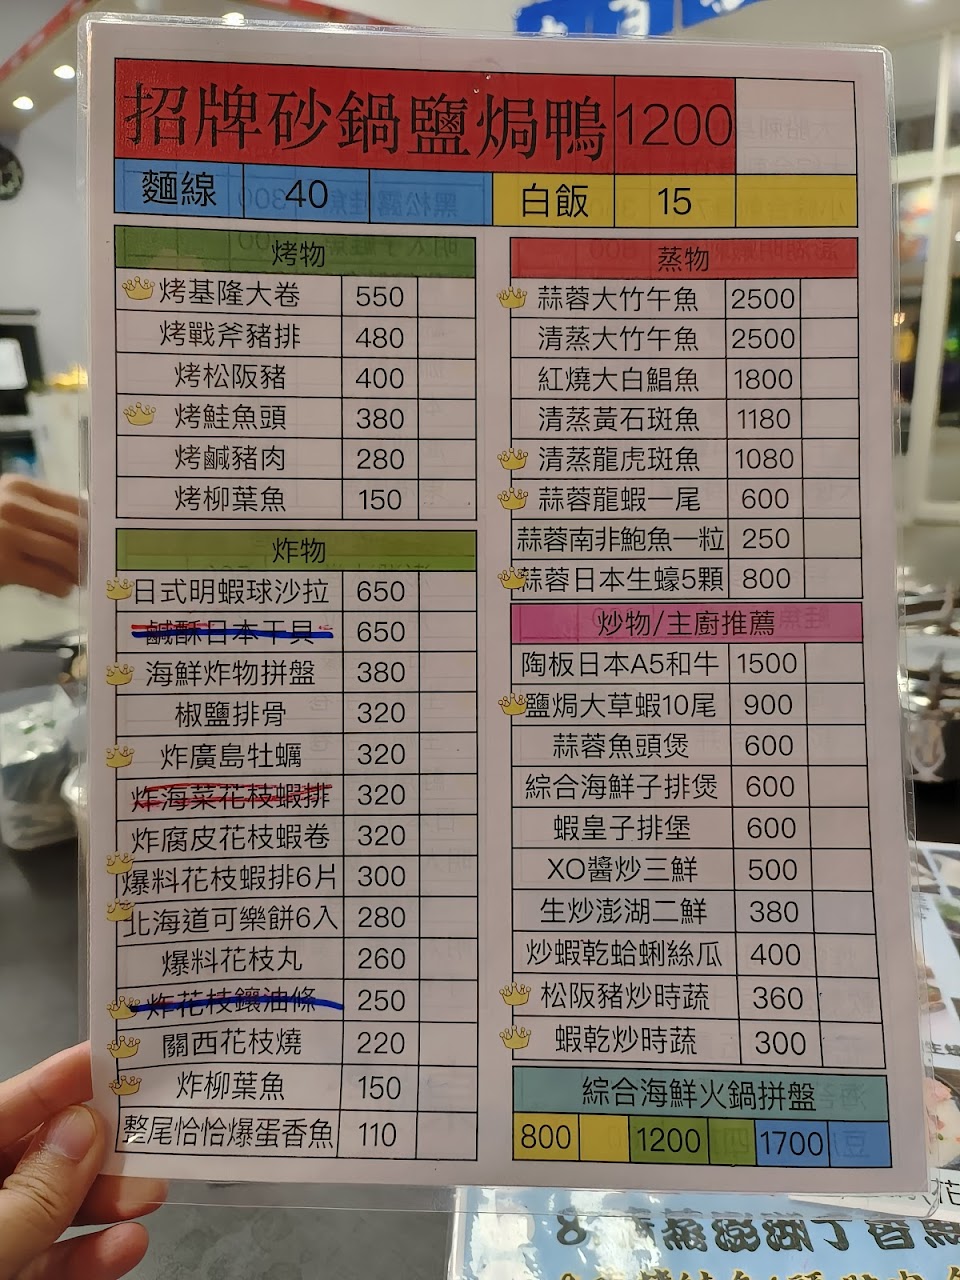 招牌砂鍋鹽焗鴨 1200
麵線 40 白飯 15
烤物
烤基隆大卷 550
烤戰斧豬排 480
烤松阪豬 400
烤鮭魚頭 380
烤鹹豬肉 280
烤柳葉魚 150
炸物
日式明蝦球沙拉 650
鹹酥日本干貝 650
海鮮炸物拼盤 380
椒鹽排骨 320
炸廣島牡蠣 320
炸海菜花枝蝦排 320
炸腐皮花枝蝦卷 320
爆料花枝蝦排6片 300
北海道可樂餅6入 280
爆料花枝丸 260
炸花枝鑲油條 250
關西花枝燒 220
炸柳葉魚 150
整尾恰恰爆蛋香魚 110
蒸物
蒜蓉大竹午魚 2500
清蒸大竹午魚 2500
紅燒大白鯧魚 1800
清蒸黃石斑魚 1180
清蒸龍虎斑魚 1080
蒜蓉龍蝦一尾 600
蒜蓉南非鮑魚一粒 250
蒜蓉日本生蠔5顆 800
炒物/主廚推薦
陶板日本A5和牛 1500
鹽焗大草蝦10尾 900
蒜蓉魚頭煲 600
綜合海鮮子排煲 600
蝦皇子排堡 600
XO醬炒三鮮 500
生炒澎湖二鮮 380
炒蝦乾蛤蜊絲瓜 400
松阪豬炒時蔬 360
蝦乾炒時蔬 300
綜合海鮮火鍋拼盤
800 1200 1700